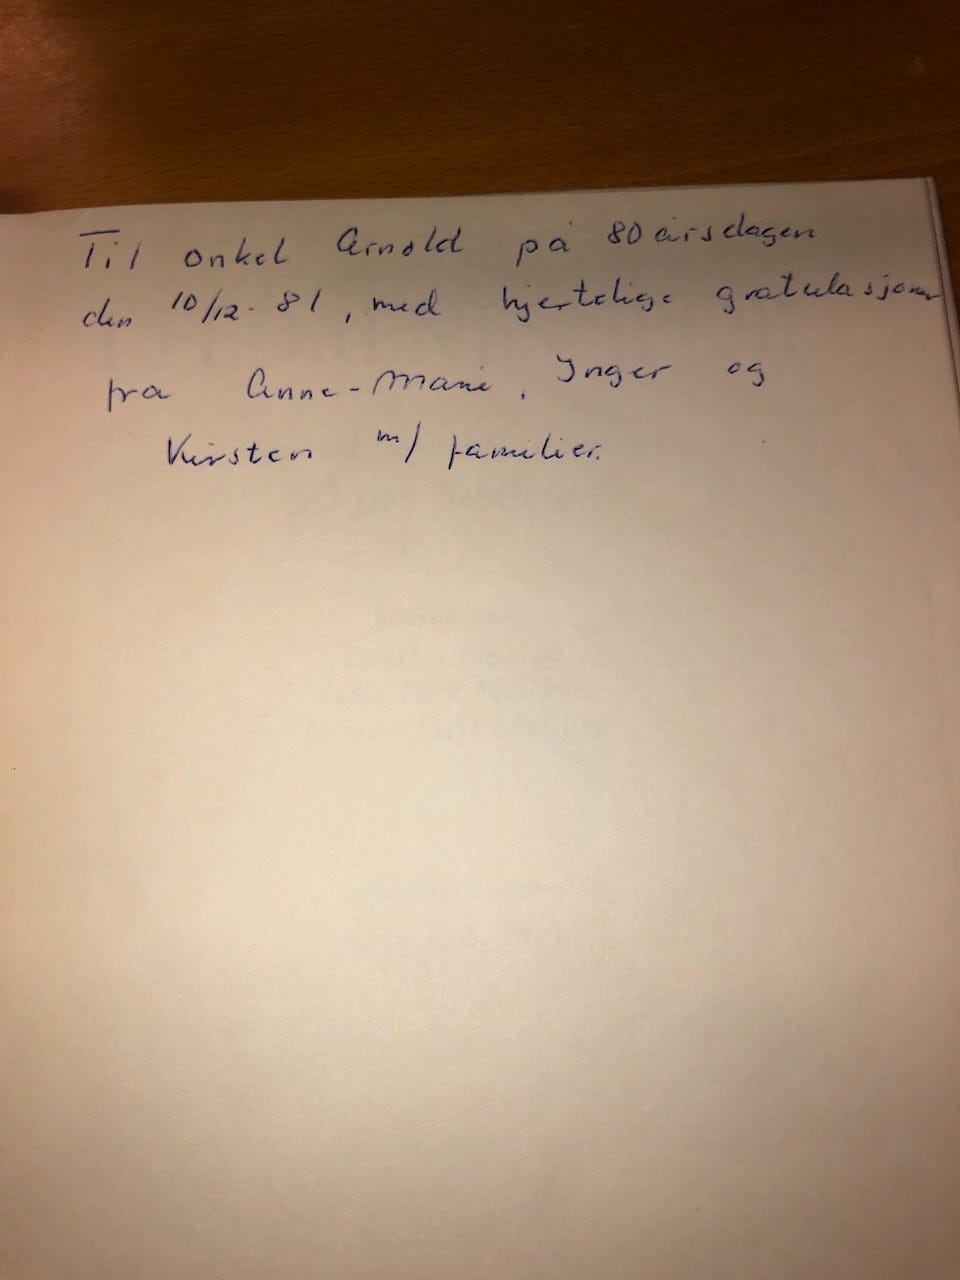 Til onkel Arnold på 80 årsdagen
den 10/12-81, med hjertelige gratulasjoner
fra Anne-Marie, Inger og
Kirsten m/ familier.